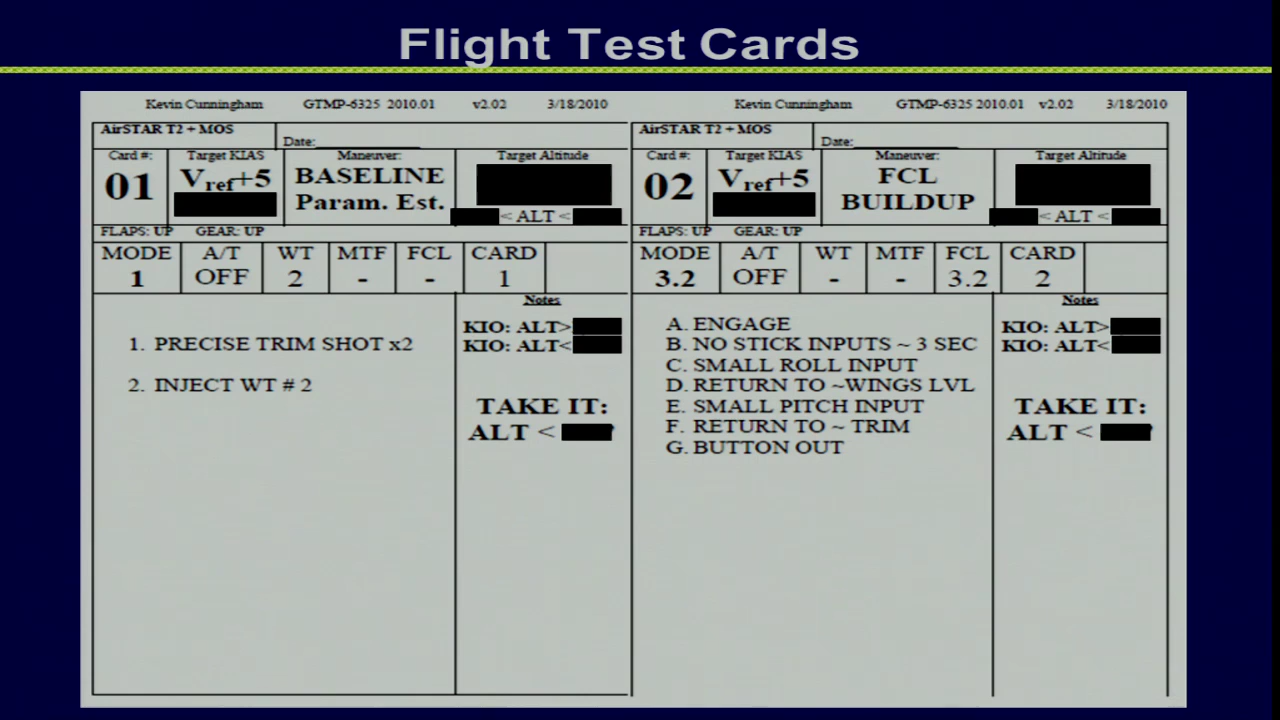 Flight Test Cards
Kevin Cunningham GTMP-6325 2010.01 v2.02 3/18/2010
AirSTAR T2 + MOS
Date:
Card #: Target KIAS Maneuver: Target Altitude
01 Vref+5 BASELINE
Param. Est.
< ALT <
FLAPS: UP GEAR: UP
MODE A/T WT MTF FCL CARD
1 OFF 2 - - 1
Notes
1. PRECISE TRIM SHOT x2
2. INJECT WT # 2
KIO: ALT>
KIO: ALT<
TAKE IT:
ALT <
Kevin Cunningham GTMP-6325 2010.01 v2.02 3/18/2010
AirSTAR T2 + MOS
Date:
Card #: Target KIAS Maneuver: Target Altitude
02 Vref+5 FCL
BUILDUP
< ALT <
FLAPS: UP GEAR: UP
MODE A/T WT MTF FCL CARD
3.2 OFF - - 3.2 2
Notes
A. ENGAGE
B. NO STICK INPUTS ~ 3 SEC
C. SMALL ROLL INPUT
D. RETURN TO ~WINGS LVL
E. SMALL PITCH INPUT
F. RETURN TO ~ TRIM
G. BUTTON OUT
KIO: ALT>
KIO: ALT<
TAKE IT:
ALT <